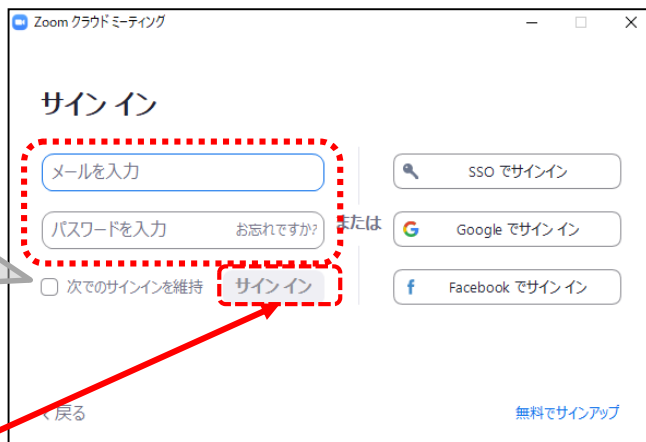 Zoom クラウド ミーティング
サイン イン
メールを入力
パスワードを入力 お忘れですか?
次でのサインインを維持 サイン イン
または
SSO でサインイン
G Google でサイン イン
f Facebook でサイン イン
< 戻る
無料でサインアップ